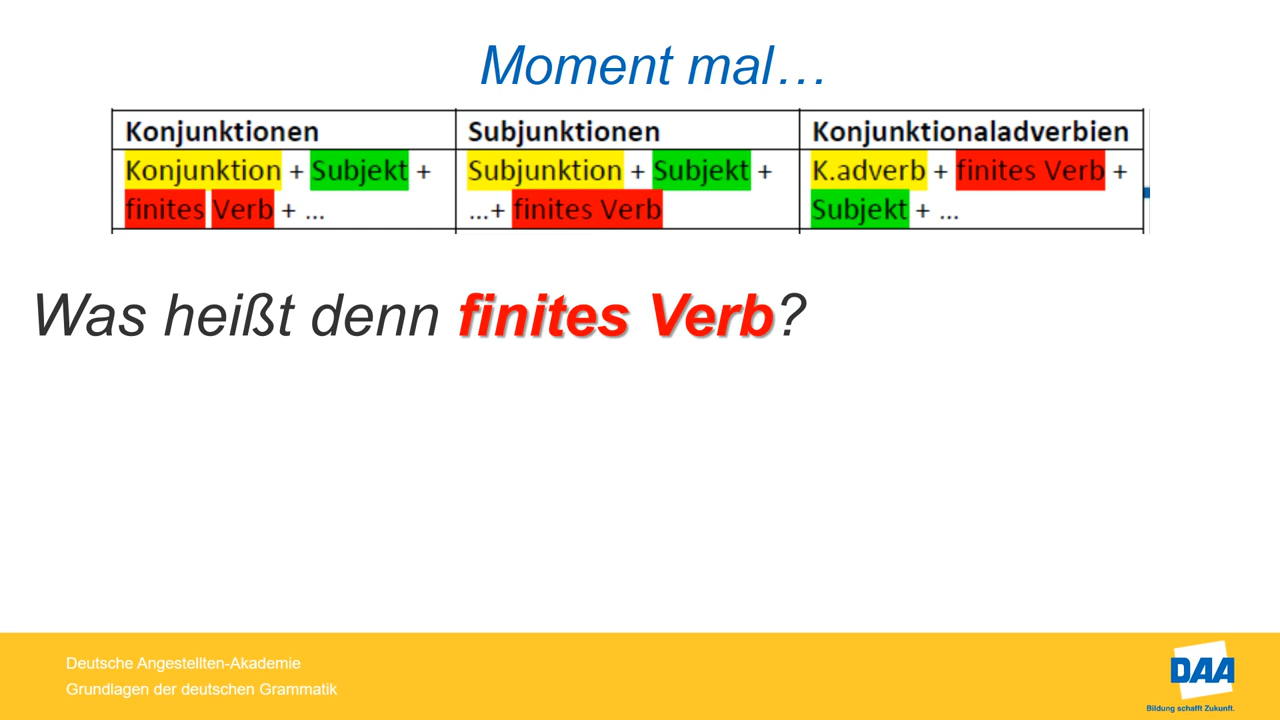 Moment mal…
Konjunktionen Subjunktionen Konjunktionaladverbien
Konjunktion + Subjekt + Subjunktion + Subjekt + K.adverb + finites Verb +
finites Verb + ... ...+ finites Verb Subjekt + ...
Was heißt denn finites Verb?
Deutsche Angestellten-Akademie
Grundlagen der deutschen Grammatik
DAA
Bildung schafft Zukunft.